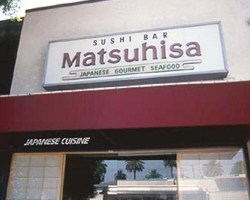 SUSHI BAR
Matsuhisa
JAPANESE GOURMET SEAFOOD
JAPANESE CUISINE